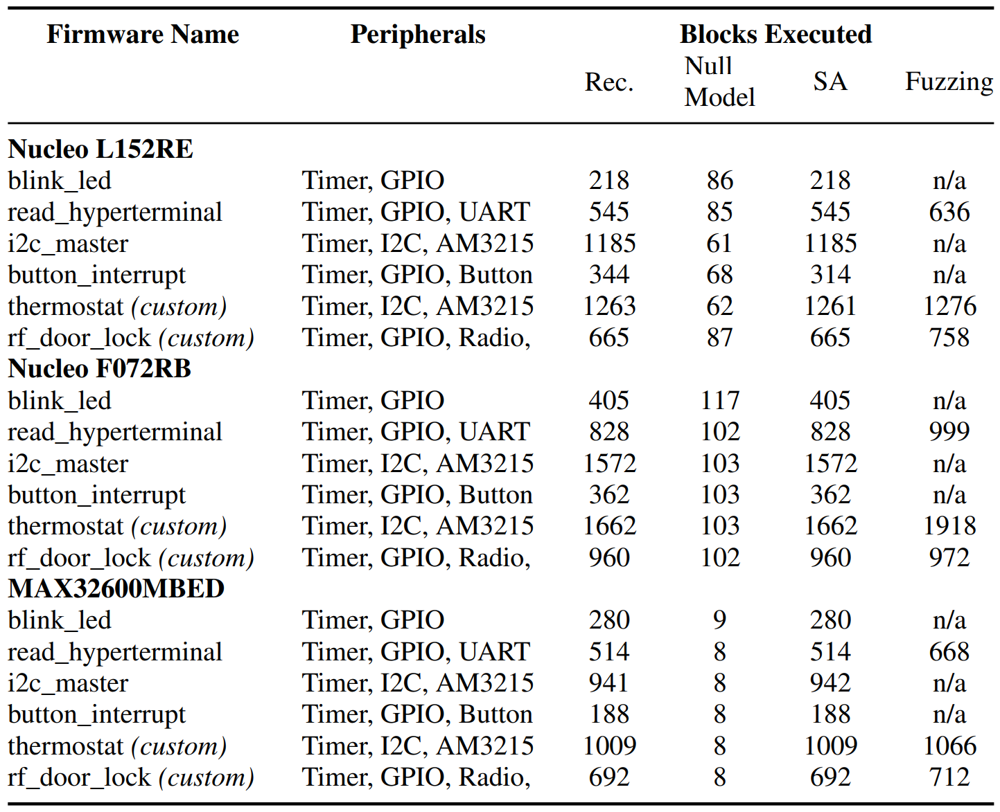 Firmware Name Peripherals Blocks Executed
Rec. Null Model SA Fuzzing
Nucleo L152RE
blink_led Timer, GPIO 218 86 218 n/a
read_hyperterminal Timer, GPIO, UART 545 85 545 636
i2c_master Timer, I2C, AM3215 1185 61 1185 n/a
button_interrupt Timer, GPIO, Button 344 68 314 n/a
thermostat (custom) Timer, I2C, AM3215 1263 62 1261 1276
rf_door_lock (custom) Timer, GPIO, Radio, 665 87 665 758
Nucleo F072RB
blink_led Timer, GPIO 405 117 405 n/a
read_hyperterminal Timer, GPIO, UART 828 102 828 999
i2c_master Timer, I2C, AM3215 1572 103 1572 n/a
button_interrupt Timer, GPIO, Button 362 103 362 n/a
thermostat (custom) Timer, I2C, AM3215 1662 103 1662 1918
rf_door_lock (custom) Timer, GPIO, Radio, 960 102 960 972
MAX32600MBED
blink_led Timer, GPIO 280 9 280 n/a
read_hyperterminal Timer, GPIO, UART 514 8 514 668
i2c_master Timer, I2C, AM3215 941 8 942 n/a
button_interrupt Timer, GPIO, Button 188 8 188 n/a
thermostat (custom) Timer, I2C, AM3215 1009 8 1009 1066
rf_door_lock (custom) Timer, GPIO, Radio, 692 8 692 712